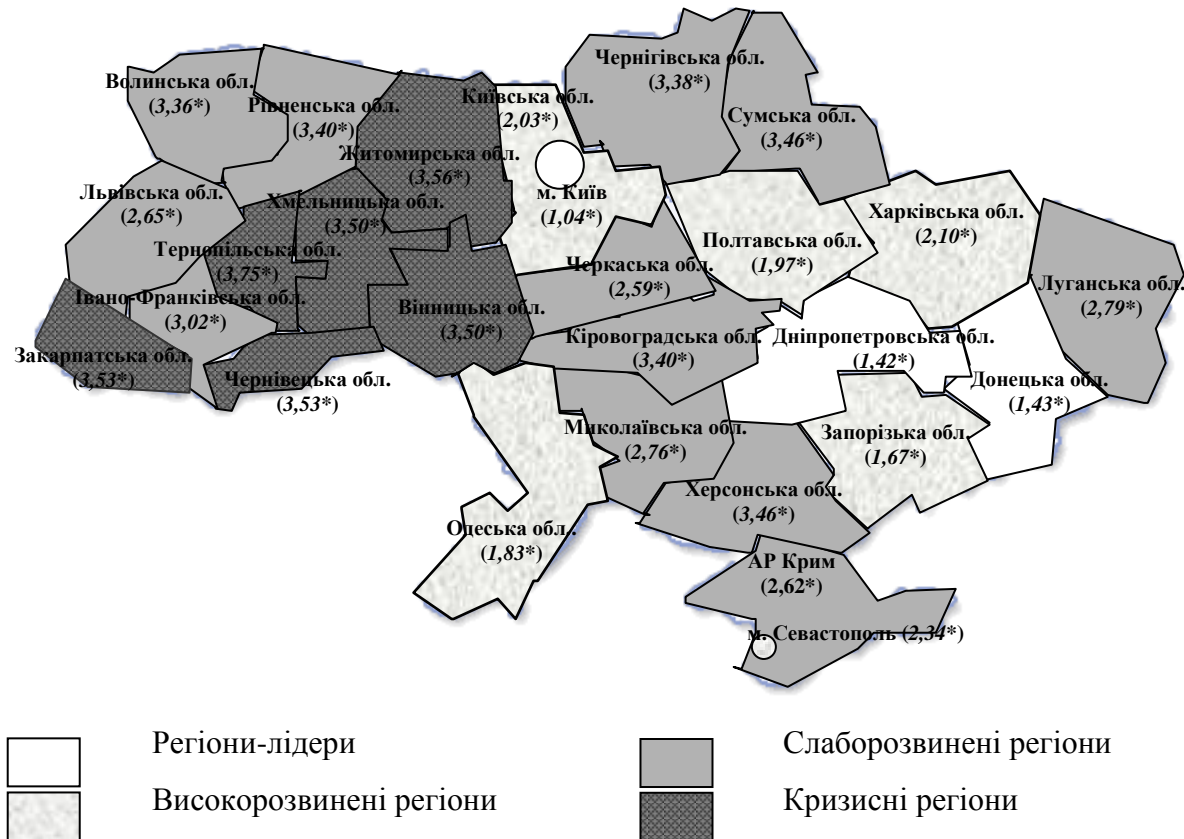 Волинська обл.
(3,36*)
Рівненська обл.
(3,40*)
Житомирська обл.
(3,56*)
Київська обл.
(2,03*)
м. Київ
(1,04*)
Чернігівська обл.
(3,38*)
Сумська обл.
(3,46*)
Львівська обл.
(2,65*)
Хмельницька обл.
(3,50*)
Тернопільська обл.
(3,75*)
Івано-Франківська обл.
(3,02*)
Закарпатська обл.
(3,53*)
Чернівецька обл.
(3,53*)
Вінницька обл.
(3,50*)
Черкаська обл.
(2,59*)
Полтавська обл.
(1,97*)
Харківська обл.
(2,10*)
Луганська обл.
(2,79*)
Кіровоградська обл.
(3,40*)
Дніпропетровська обл.
(1,42*)
Донецька обл.
(1,43*)
Запорізька обл.
(1,67*)
Миколаївська обл.
(2,76*)
Херсонська обл.
(3,46*)
Одеська обл..
(1,83*)
АР Крим
(2,62*)
м. Севастополь (2,34*)
Регіони-лідери
Високорозвинені регіони
Слаборозвинені регіони
Кризисні регіони